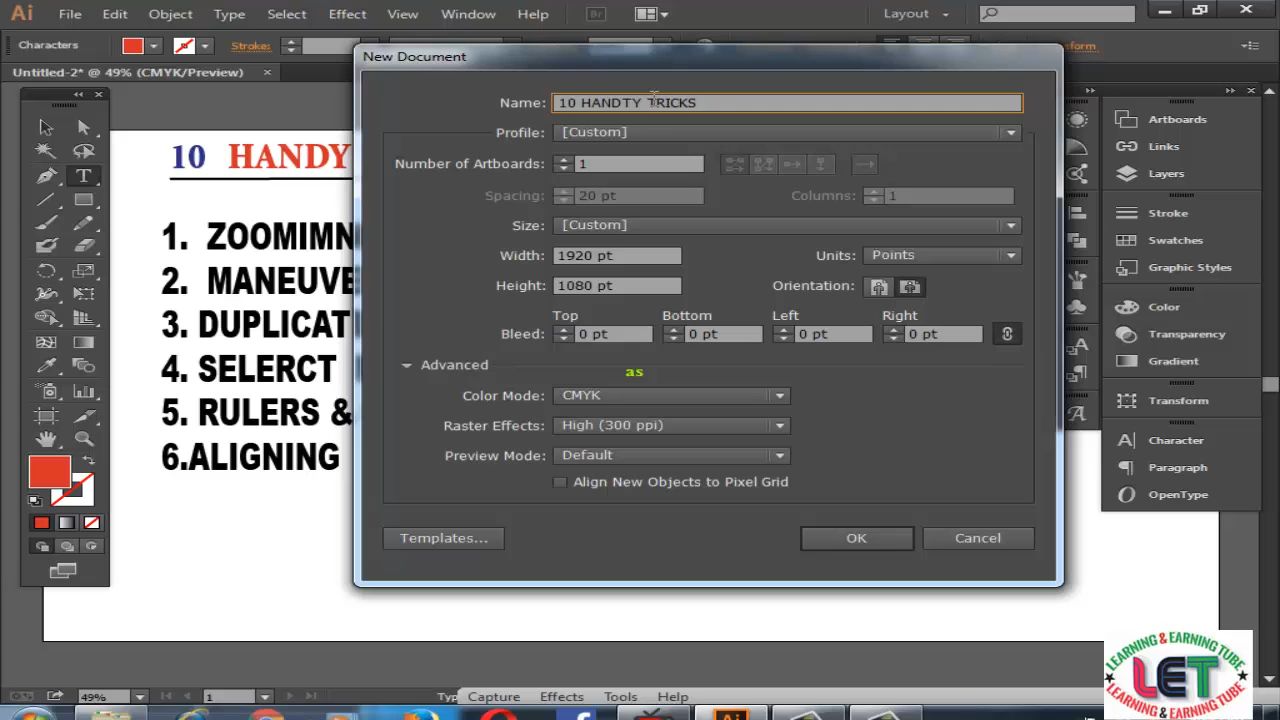 Ai File Edit Object Type Select Effect View Window Help Br Layout
Characters Stroke:
Untitled-2* @ 49% (CMYK/Preview) ×
New Document
Name: 10 HANDTY TRICKS
Profile: [Custom]
Number of Artboards: 1
Spacing: 20 pt Columns: 1
Size: [Custom]
Width: 1920 pt Units: Points
Height: 1080 pt Orientation:
Top Bottom Left Right
Bleed: 0 pt 0 pt 0 pt 0 pt
Advanced
as
Color Mode: CMYK
Raster Effects: High (300 ppi)
Preview Mode: Default
Align New Objects to Pixel Grid
Templates... OK Cancel
10 HANDY
1. ZOOMIMN
2. MANEUVE
3. DUPLICAT
4. SELERCT
5. RULERS &
6.ALIGNING
Artboards
Links
Layers
Stroke
Swatches
Graphic Styles
Color
Transparency
Gradient
Transform
Character
Paragraph
OpenType
49% 1 Capture Effects Tools Help
LEARNING & EARNING TUBE
LET
LEARNING & EARNING TUBE